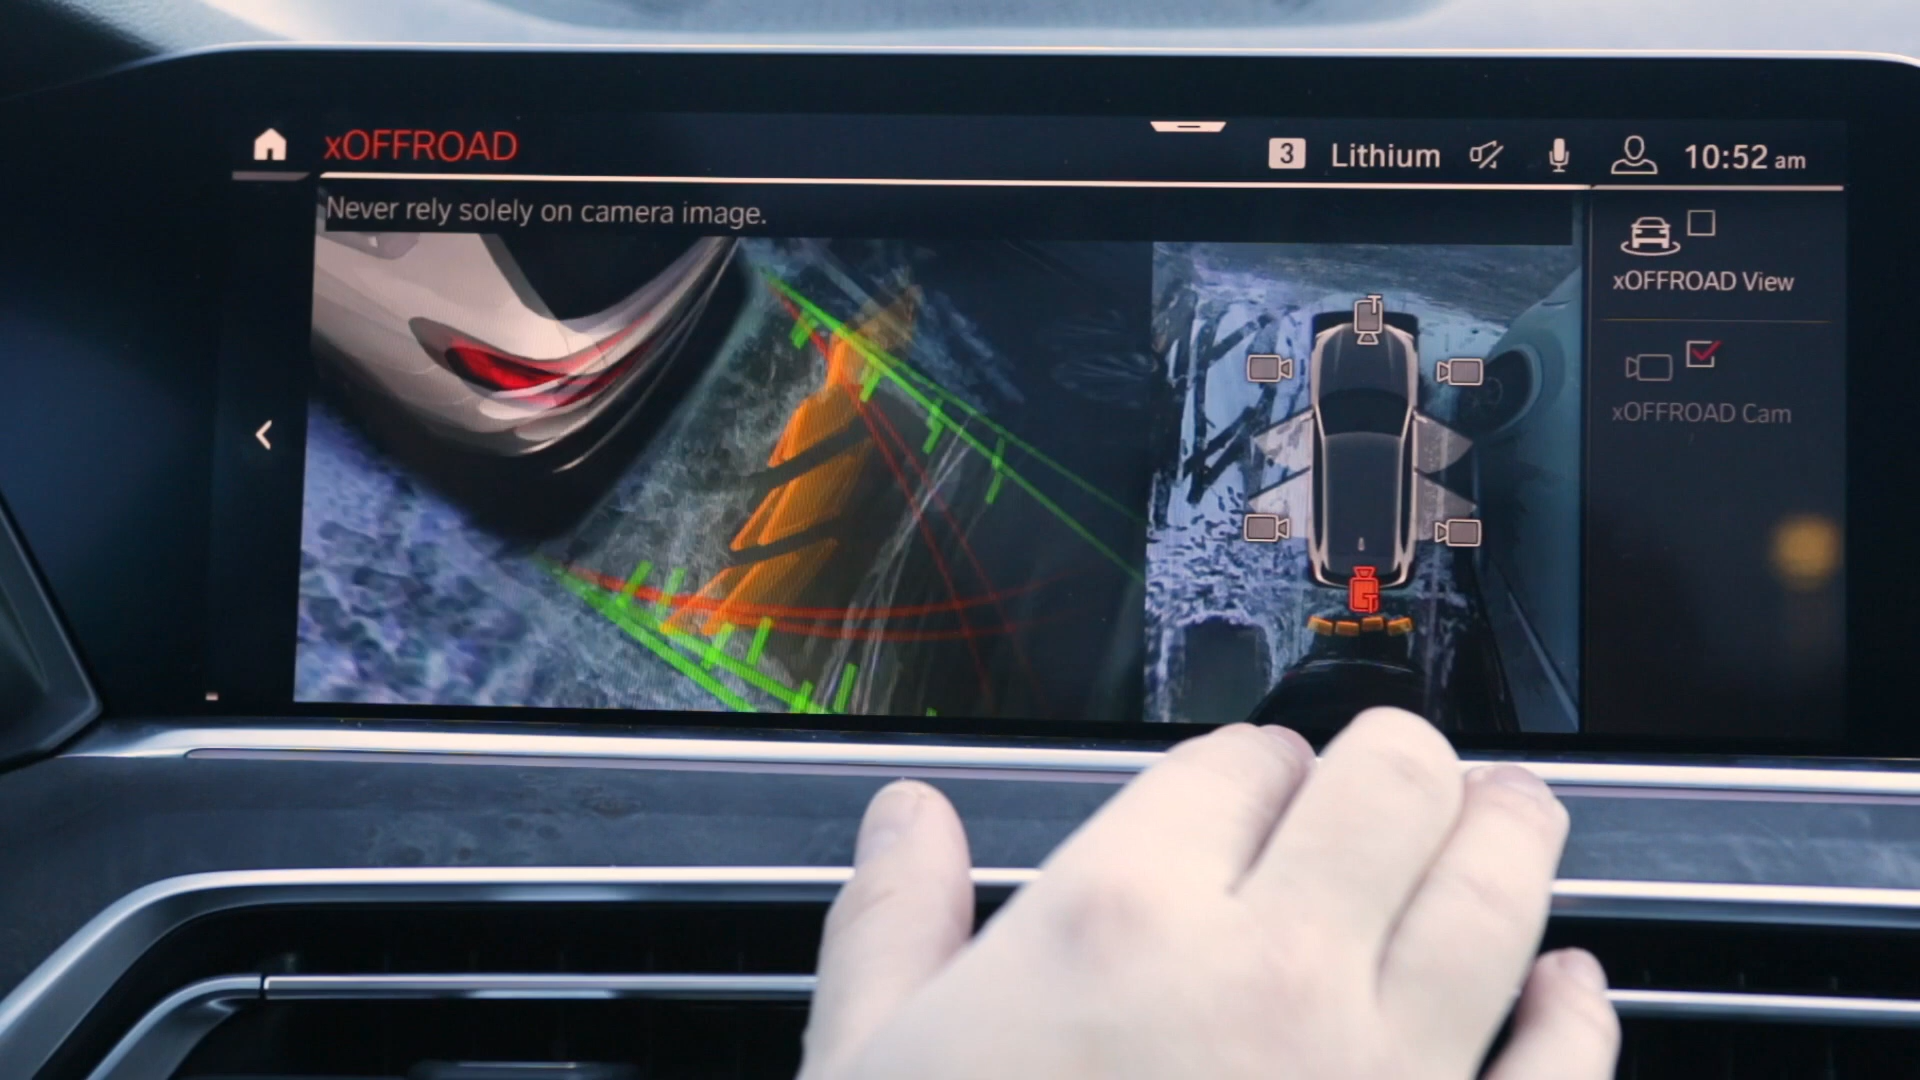 xOFFROAD
3 Lithium 10:52 am
Never rely solely on camera image.
xOFFROAD View
xOFFROAD Cam